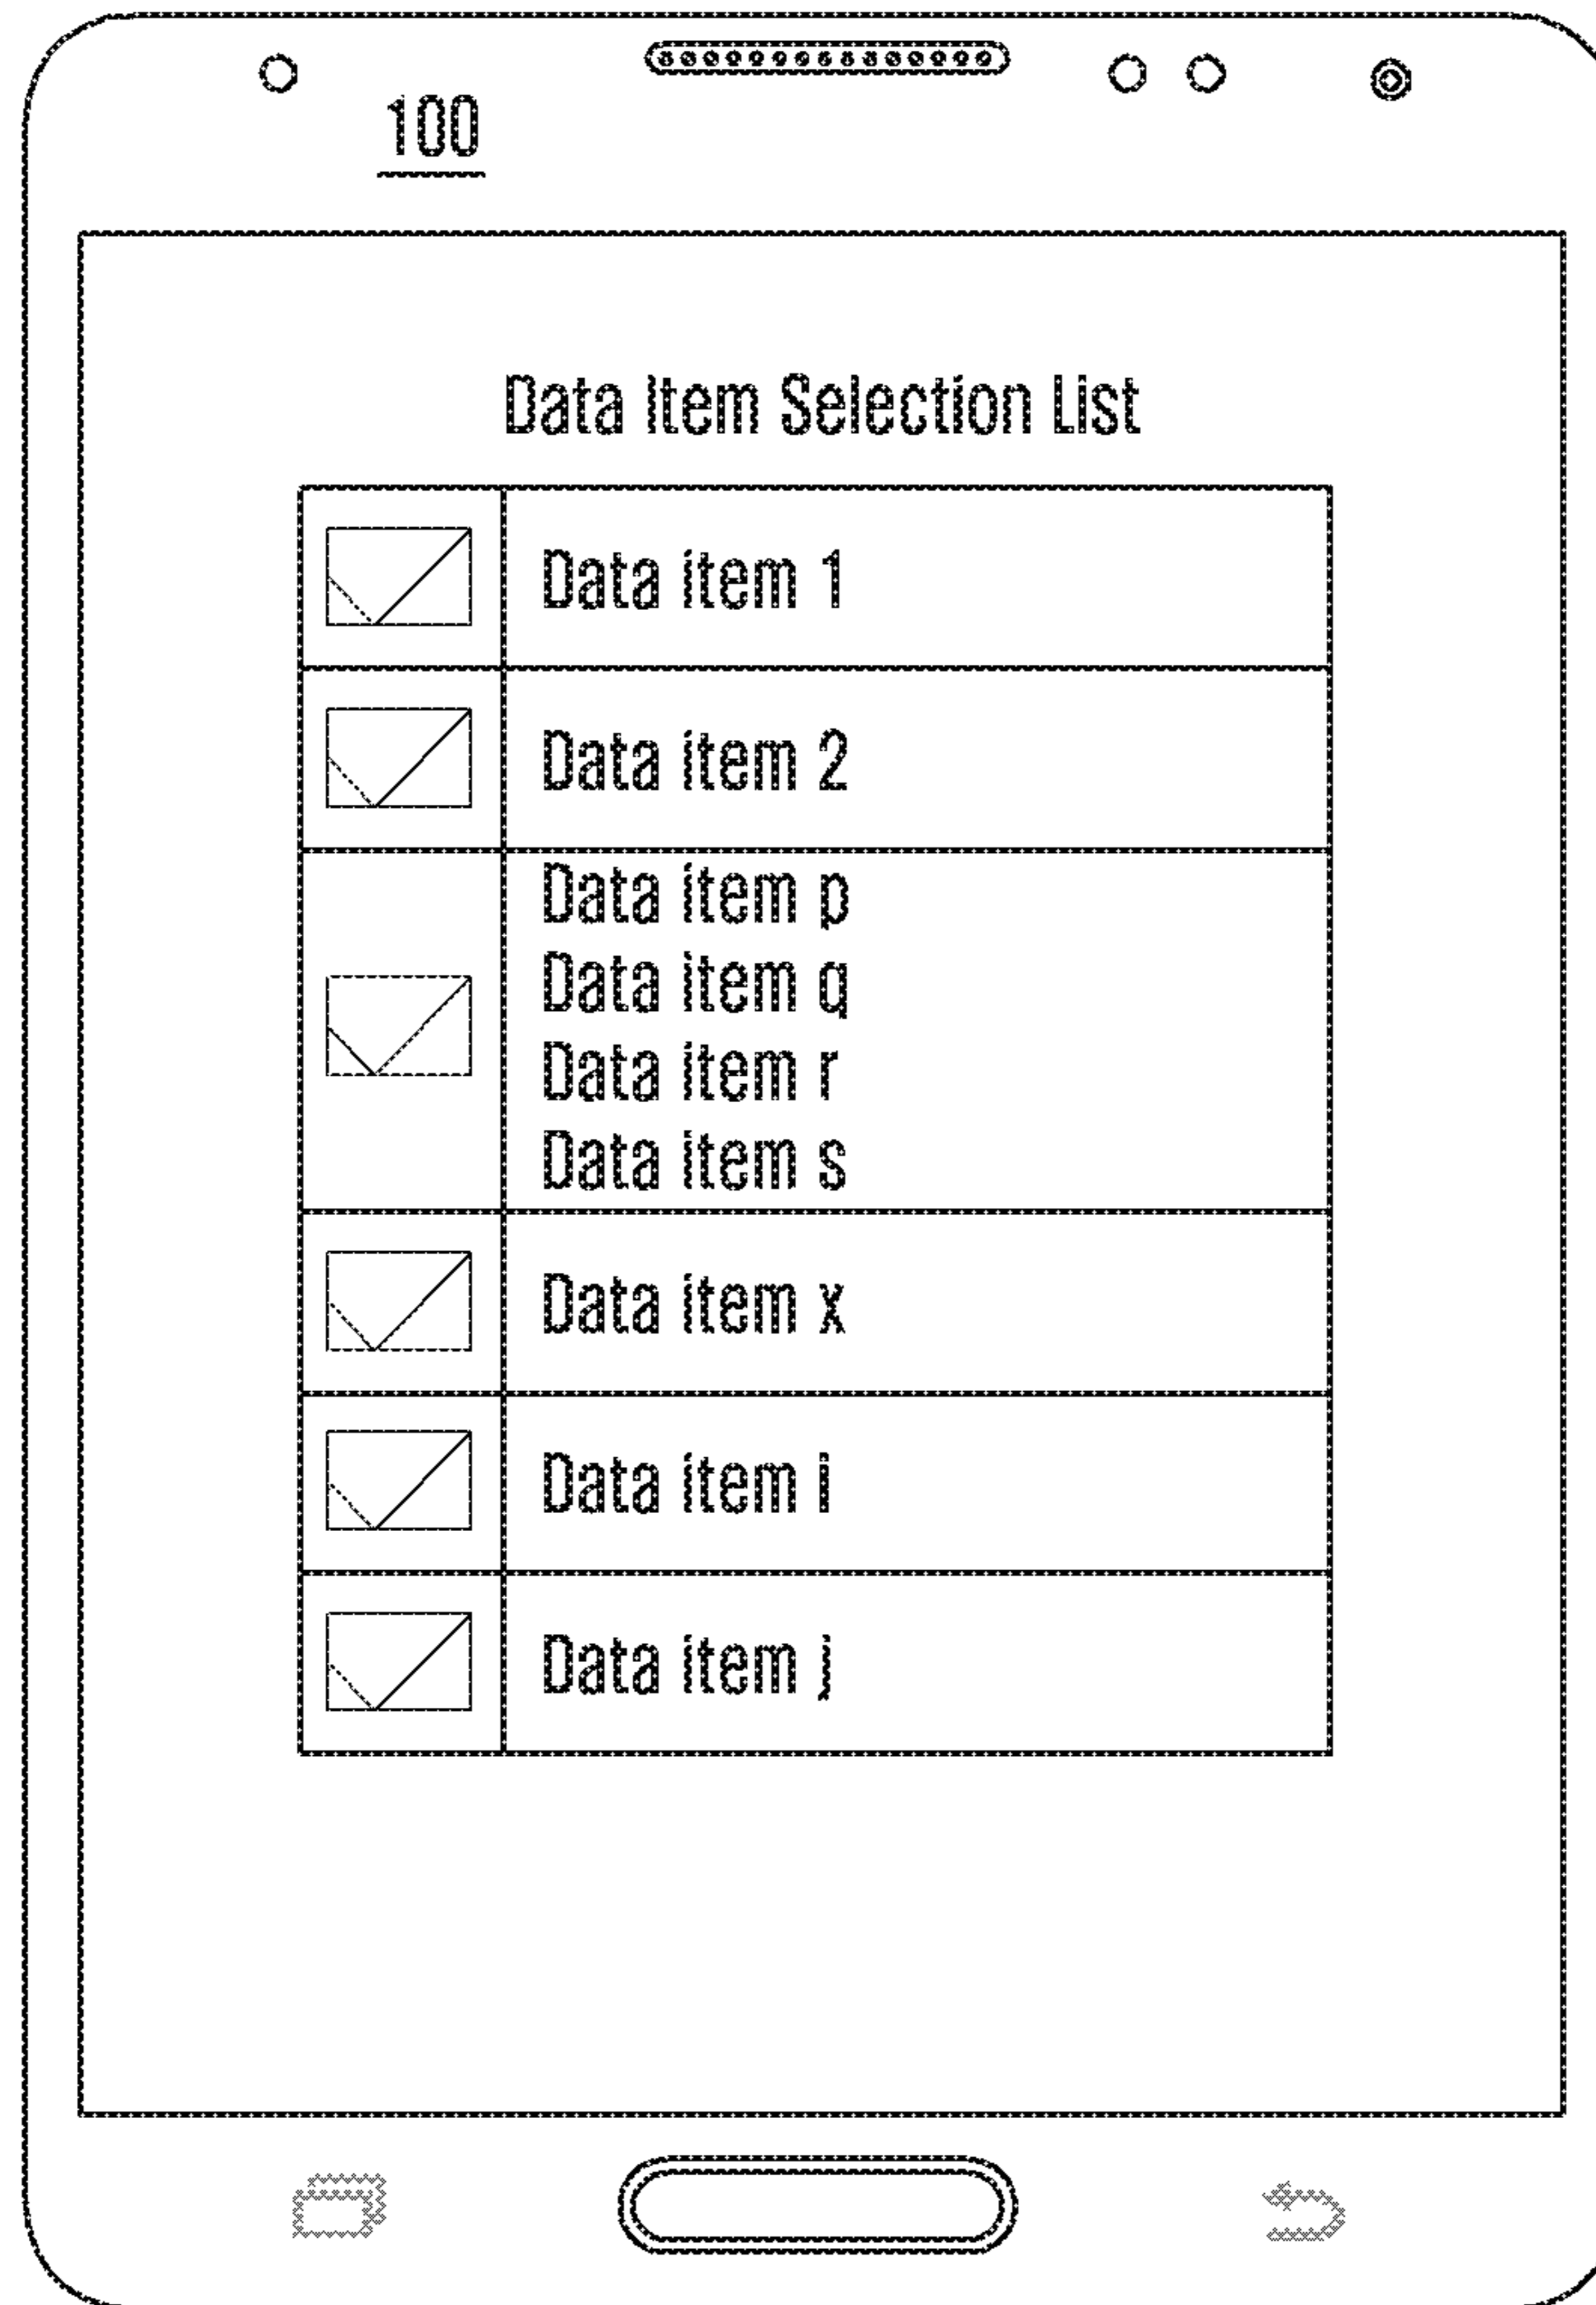 100
Data Item Selection List
Data item 1
Data item 2
Data item p
Data item q
Data item r
Data item s
Data item x
Data item i
Data item j